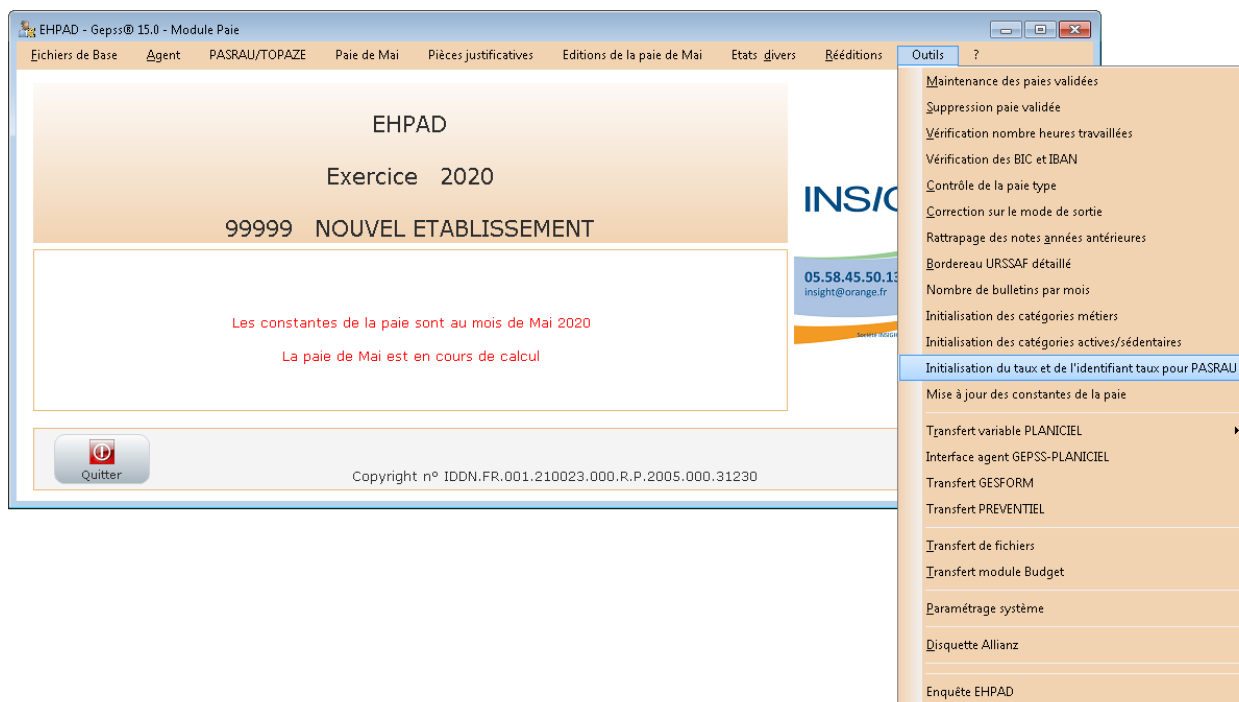 EHPAD - Gepss® 15.0 - Module Paie
Fichiers de Base Agent PASRAU/TOPAZE Paie de Mai Pièces justificatives Editions de la paie de Mai Etats divers Rééditions Outils ?
EHPAD
Exercice 2020
99999 NOUVEL ETABLISSEMENT
Les constantes de la paie sont au mois de Mai 2020
La paie de Mai est en cours de calcul
05.58.45.50.13
insight@orange.fr
Quitter
Copyright nº IDDN.FR.001.210023.000.R.P.2005.000.31230
Maintenance des paies validées
Suppression paie validée
Vérification nombre heures travaillées
Vérification des BIC et IBAN
Contrôle de la paie type
Correction sur le mode de sortie
Rattrapage des notes années antérieures
Bordereau URSSAF détaillé
Nombre de bulletins par mois
Initialisation des catégories métiers
Initialisation des catégories actives/sédentaires
Initialisation du taux et de l'identifiant taux pour PASRAU
Mise à jour des constantes de la paie
Transfert variable PLANICIEL
Interface agent GEPSS-PLANICIEL
Transfert GESFORM
Transfert PREVENTIEL
Transfert de fichiers
Transfert module Budget
Paramétrage système
Disquette Allianz
Enquête EHPAD